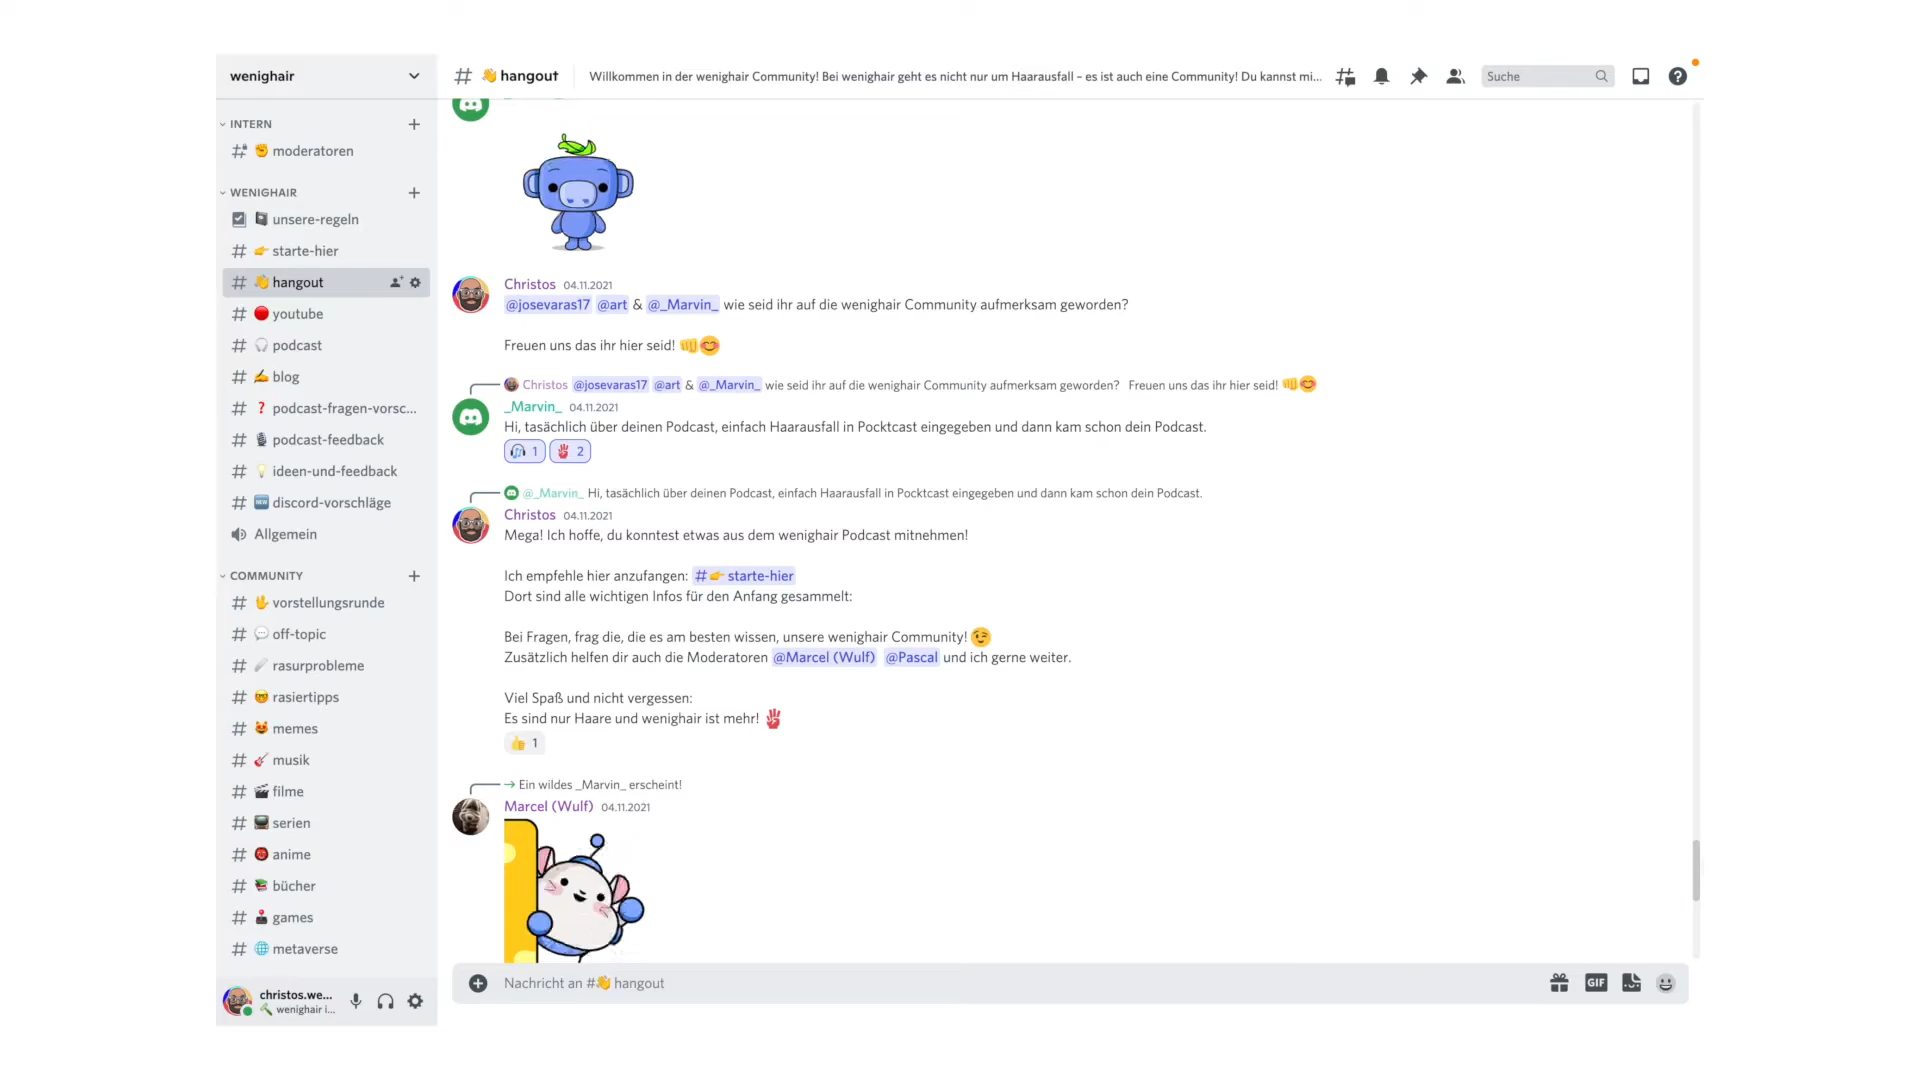 wenighair
INTERN
moderatoren
WENIGHAIR
unsere-regeln
starte-hier
hangout
youtube
podcast
blog
podcast-fragen-vorsc...
podcast-feedback
ideen-und-feedback
discord-vorschläge
Allgemein
COMMUNITY
vorstellungsrunde
off-topic
rasurprobleme
rasiertipps
memes
musik
filme
serien
anime
bücher
games
metaverse
christos.we...
wenighair i...
hangout
Willkommen in der wenighair Community! Bei wenighair geht es nicht nur um Haarausfall – es ist auch eine Community! Du kannst mi...
Suche
Christos 04.11.2021
@josevaras17 @art & @_Marvin_ wie seid ihr auf die wenighair Community aufmerksam geworden?
Freuen uns das ihr hier seid! 👊😊
Christos @josevaras17 @art & @_Marvin_ wie seid ihr auf die wenighair Community aufmerksam geworden? Freuen uns das ihr hier seid! 👊😊
_Marvin_ 04.11.2021
Hi, tasächlich über deinen Podcast, einfach Haarausfall in Pocktcast eingegeben und dann kam schon dein Podcast.
1 2
@_Marvin_ Hi, tasächlich über deinen Podcast, einfach Haarausfall in Pocktcast eingegeben und dann kam schon dein Podcast.
Christos 04.11.2021
Mega! Ich hoffe, du konntest etwas aus dem wenighair Podcast mitnehmen!
Ich empfehle hier anzufangen: #👉 starte-hier
Dort sind alle wichtigen Infos für den Anfang gesammelt:
Bei Fragen, frag die, die es am besten wissen, unsere wenighair Community! 😉
Zusätzlich helfen dir auch die Moderatoren @Marcel (Wulf) @Pascal und ich gerne weiter.
Viel Spaß und nicht vergessen:
Es sind nur Haare und wenighair ist mehr!
👍 1
→ Ein wildes _Marvin_ erscheint!
Marcel (Wulf) 04.11.2021
Nachricht an #👋 hangout
GIF